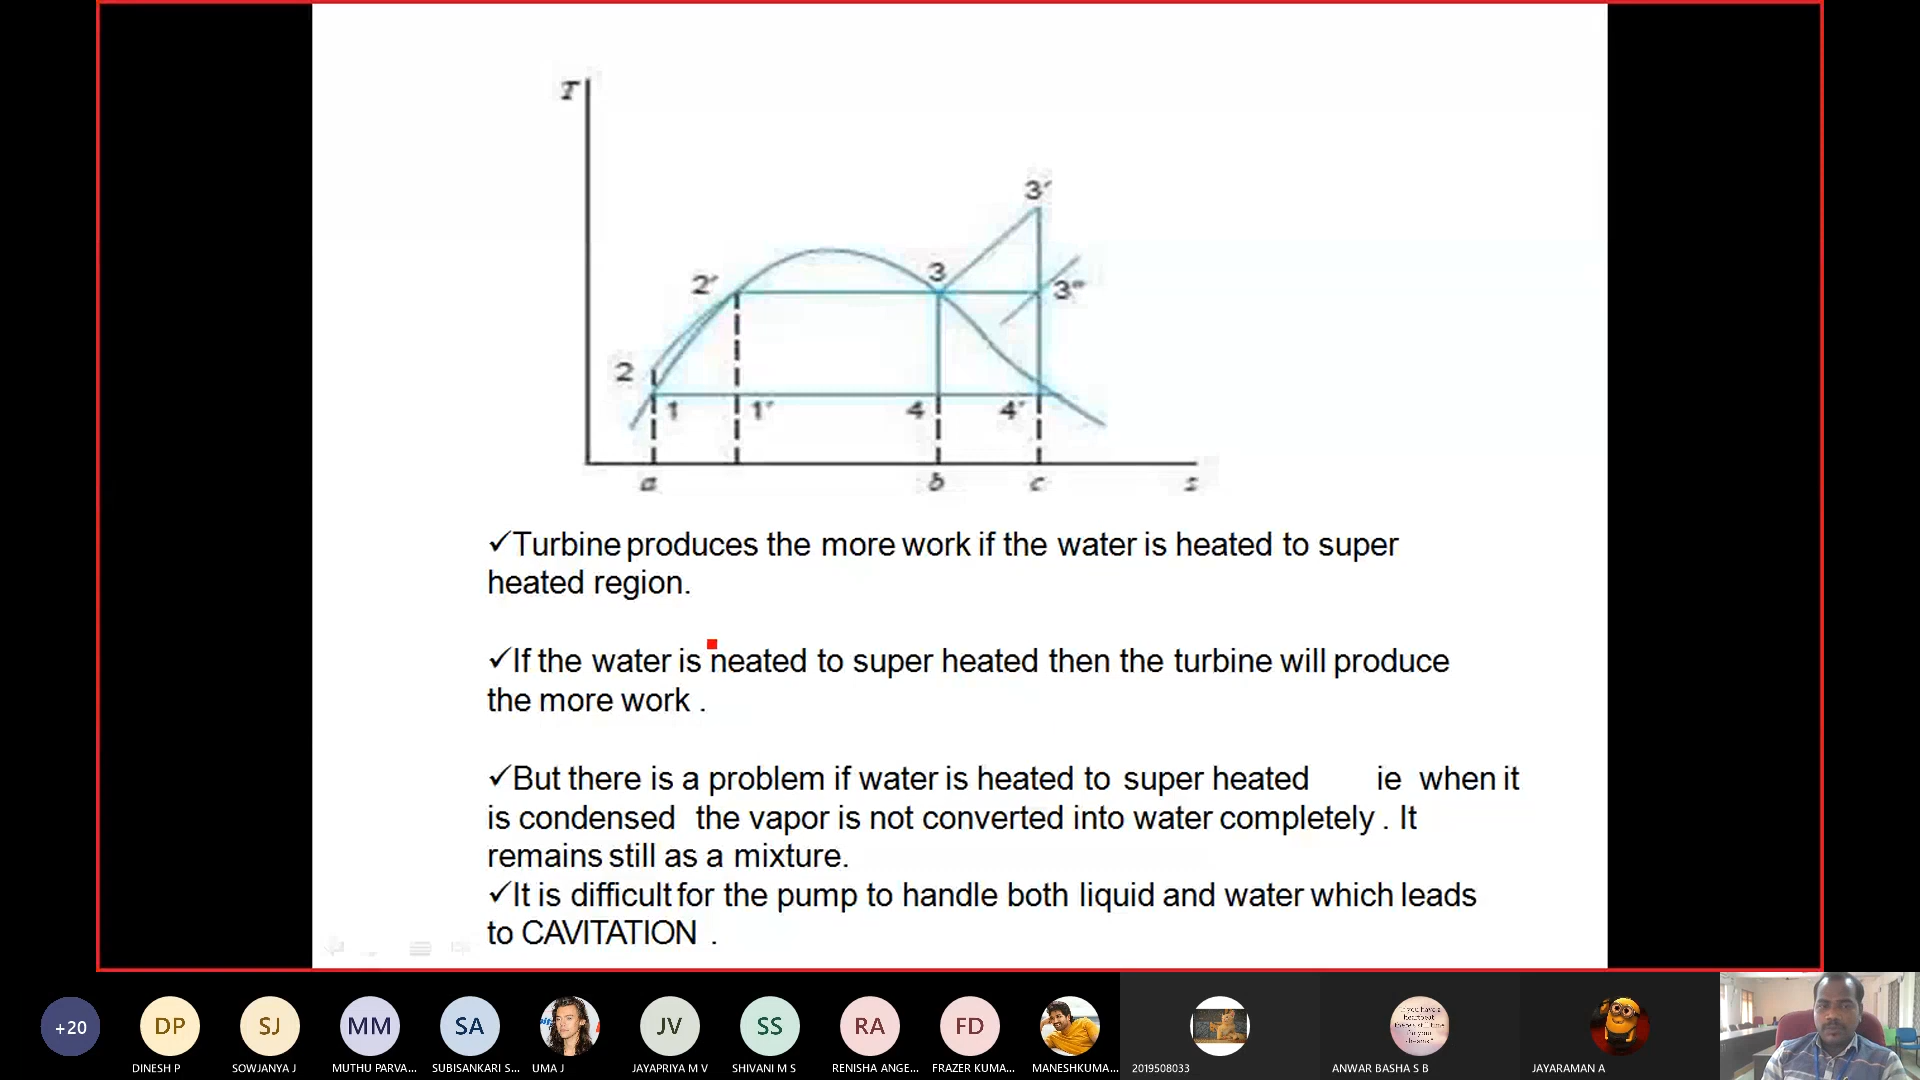 T
3′
3
2′
3″
2
1
1′
4
4′
a
b
c
s
✓Turbine produces the more work if the water is heated to super
heated region.
✓If the water is heated to super heated then the turbine will produce
the more work .
✓But there is a problem if water is heated to super heated ie when it
is condensed the vapor is not converted into water completely . It
remains still as a mixture.
✓It is difficult for the pump to handle both liquid and water which leads
to CAVITATION .
+20
DP
SJ
MM
SA
JV
SS
RA
FD
DINESH P
SOWJANYA J
MUTHU PARVA...
SUBISANKARI S...
UMA J
JAYAPRIYA M V
SHIVANI M S
RENISHA ANGE...
FRAZER KUMA...
MANESHKUMA...
2019508033
ANWAR BASHA S B
JAYARAMAN A